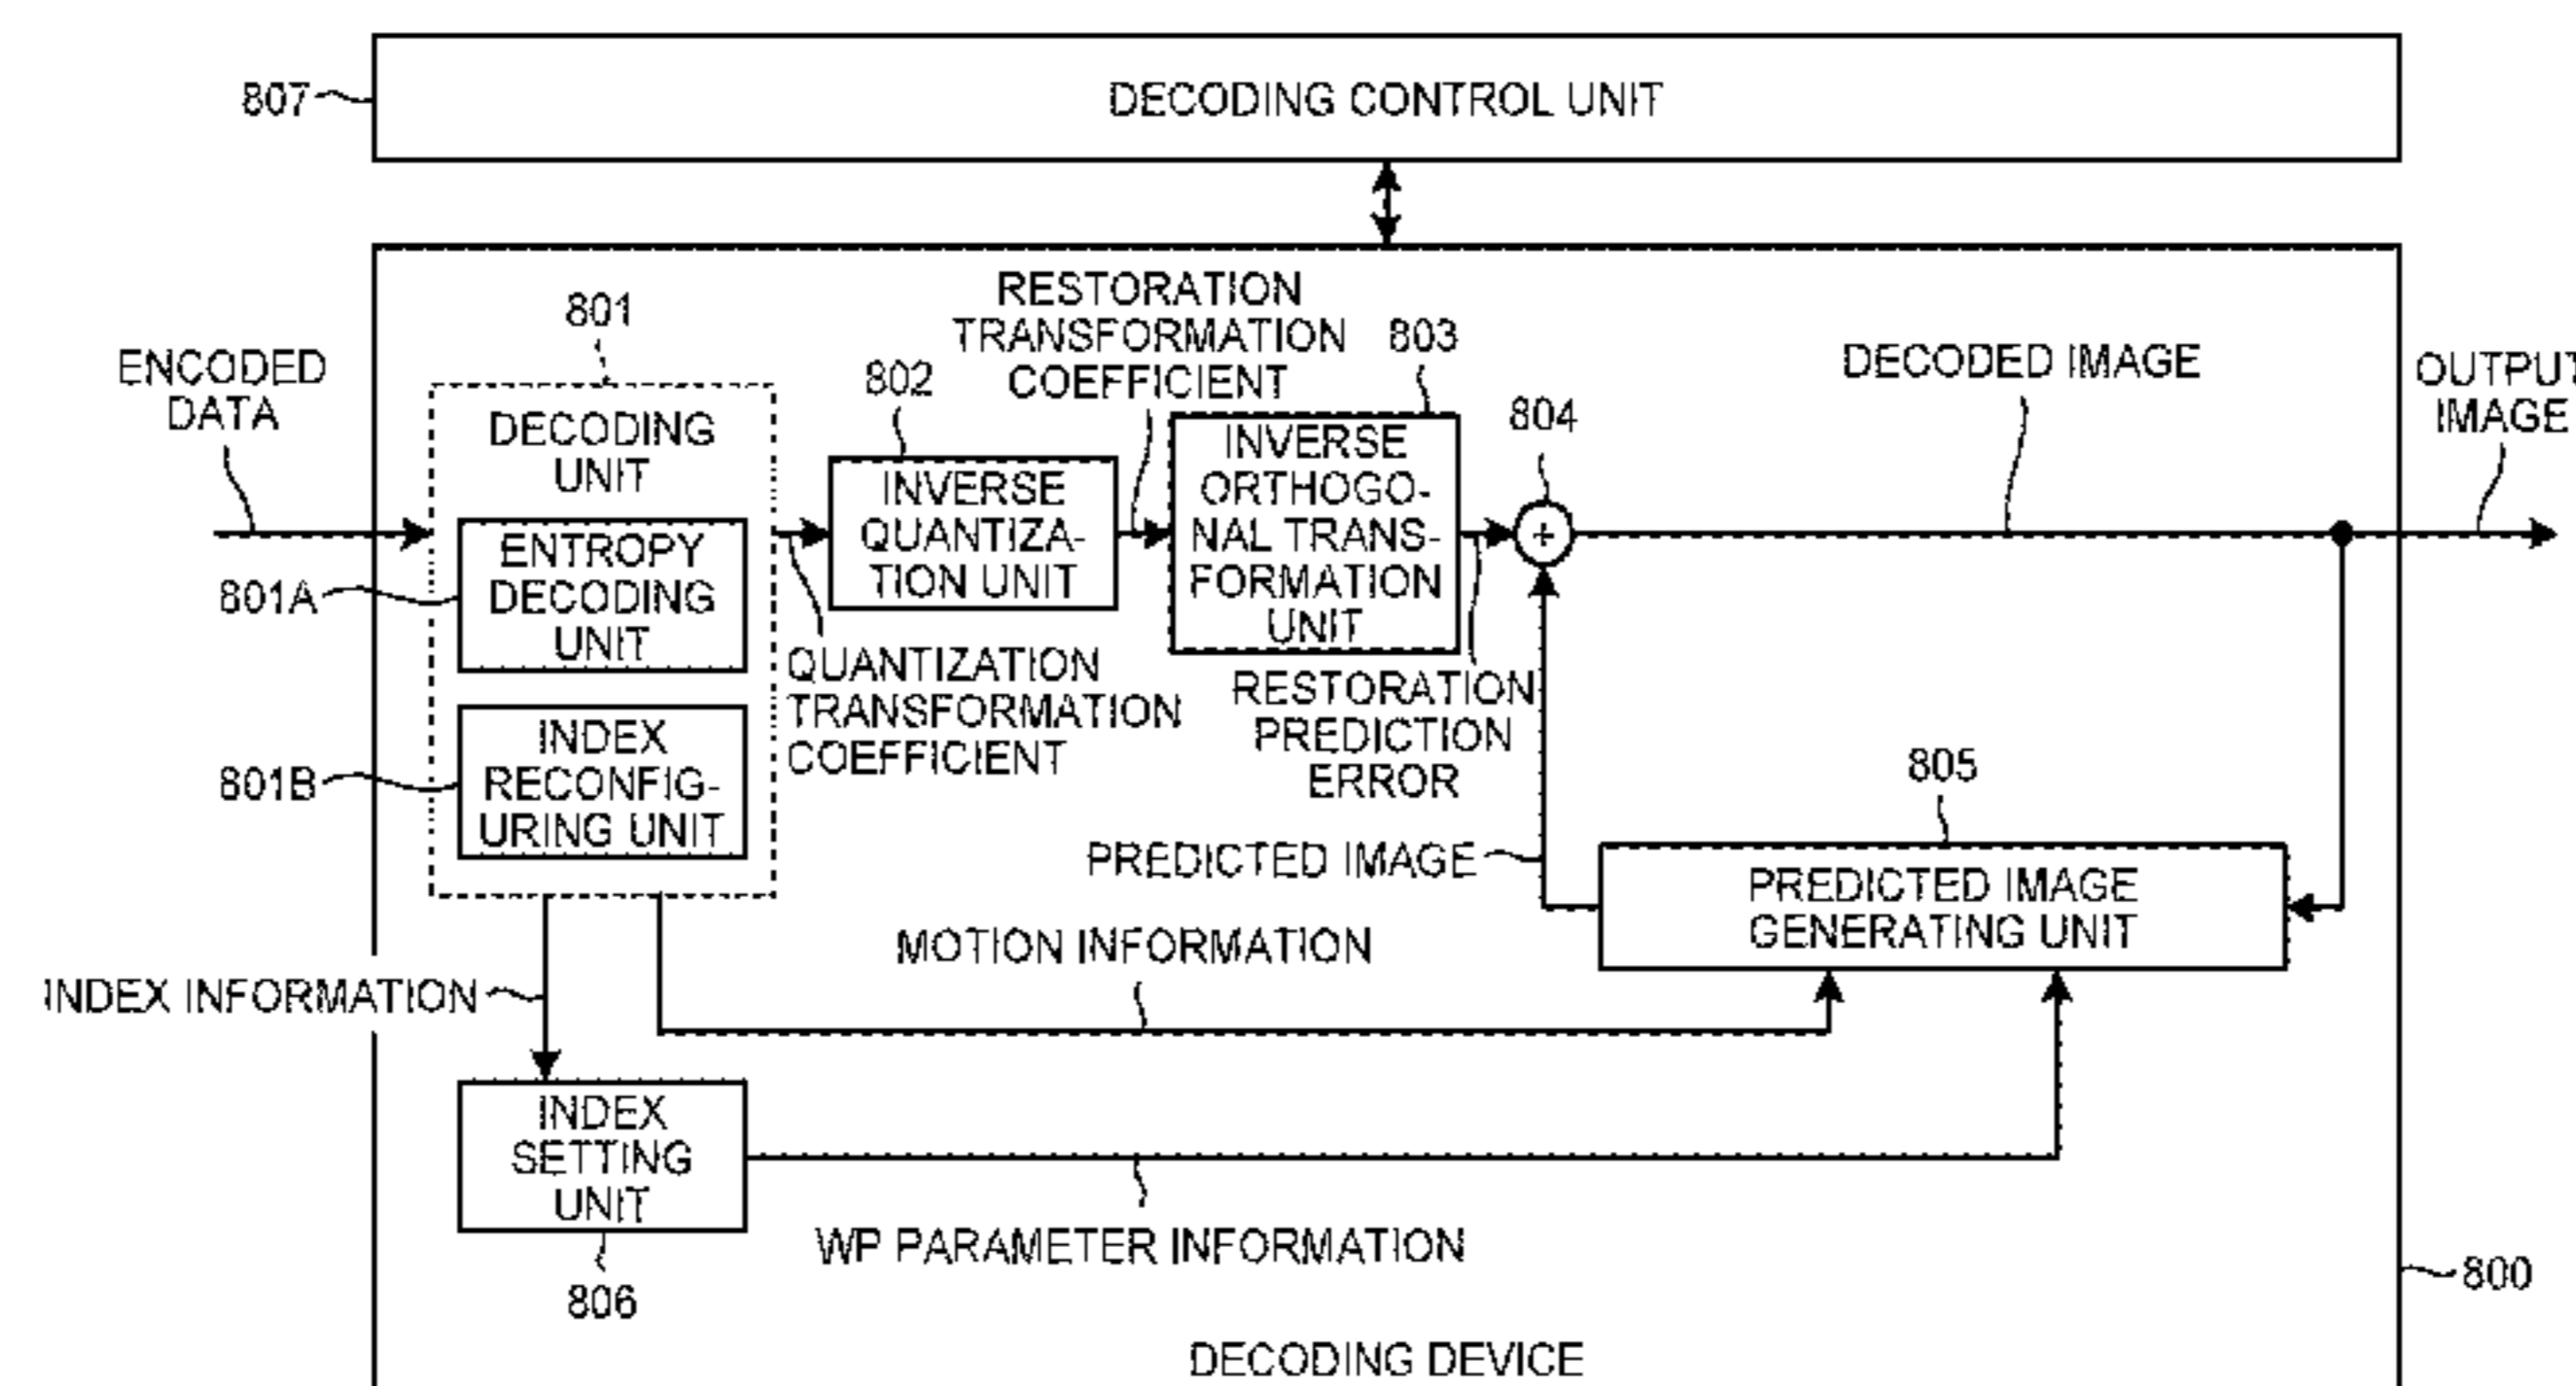 807
DECODING CONTROL UNIT
RESTORATION
TRANSFORMATION
COEFFICIENT
801
802
803
804
ENCODED
DATA
DECODING
UNIT
ENTROPY
DECODING
UNIT
801A
INDEX
RECONFIG-
URING UNIT
801B
INVERSE
QUANTIZA-
TION UNIT
QUANTIZATION
TRANSFORMATION
COEFFICIENT
INVERSE
ORTHOGO-
NAL TRANS-
FORMATION
UNIT
RESTORATION
PREDICTION
ERROR
+
DECODED IMAGE
OUTPUT
IMAGE
805
PREDICTED IMAGE
PREDICTED IMAGE
GENERATING UNIT
MOTION INFORMATION
INDEX INFORMATION
INDEX
SETTING
UNIT
806
WP PARAMETER INFORMATION
800
DECODING DEVICE